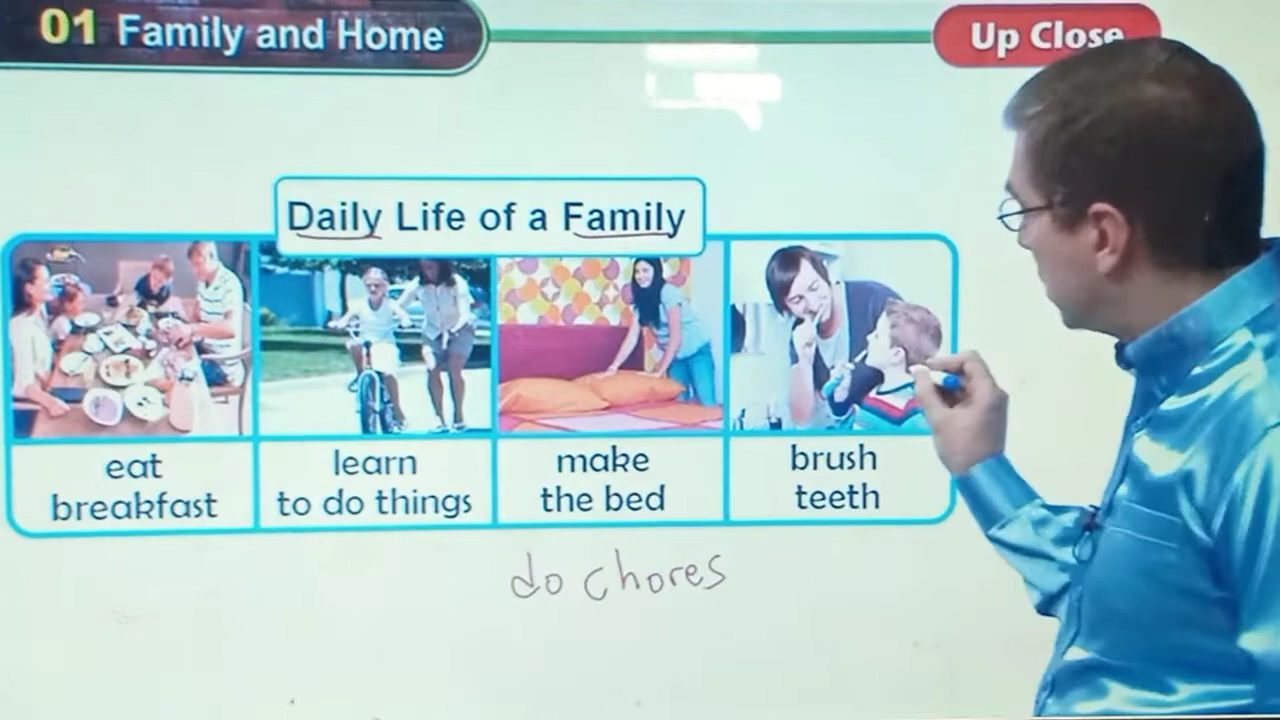 01 Family and Home
Up Close
Daily Life of a Family
eat
breakfast
learn
to do things
make
the bed
brush
teeth
do chores